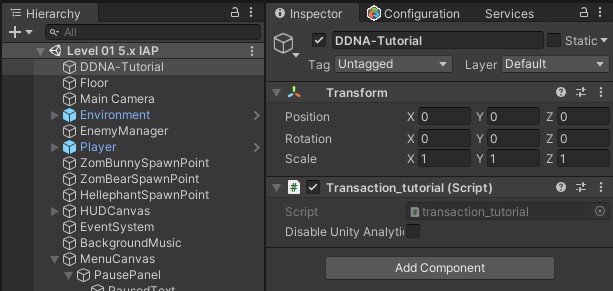 Hierarchy
All
Level 01 5.x IAP
DDNA-Tutorial
Floor
Main Camera
Environment
EnemyManager
Player
ZomBunnySpawnPoint
ZomBearSpawnPoint
HellephantSpawnPoint
HUDCanvas
EventSystem
BackgroundMusic
MenuCanvas
PausePanel
PausedText
Inspector Configuration Services
DDNA-Tutorial Static
Tag Untagged Layer Default
Transform
Position X 0 Y 0 Z 0
Rotation X 0 Y 0 Z 0
Scale X 1 Y 1 Z 1
# Transaction_tutorial (Script)
Script transaction_tutorial
Disable Unity Analytic
Add Component